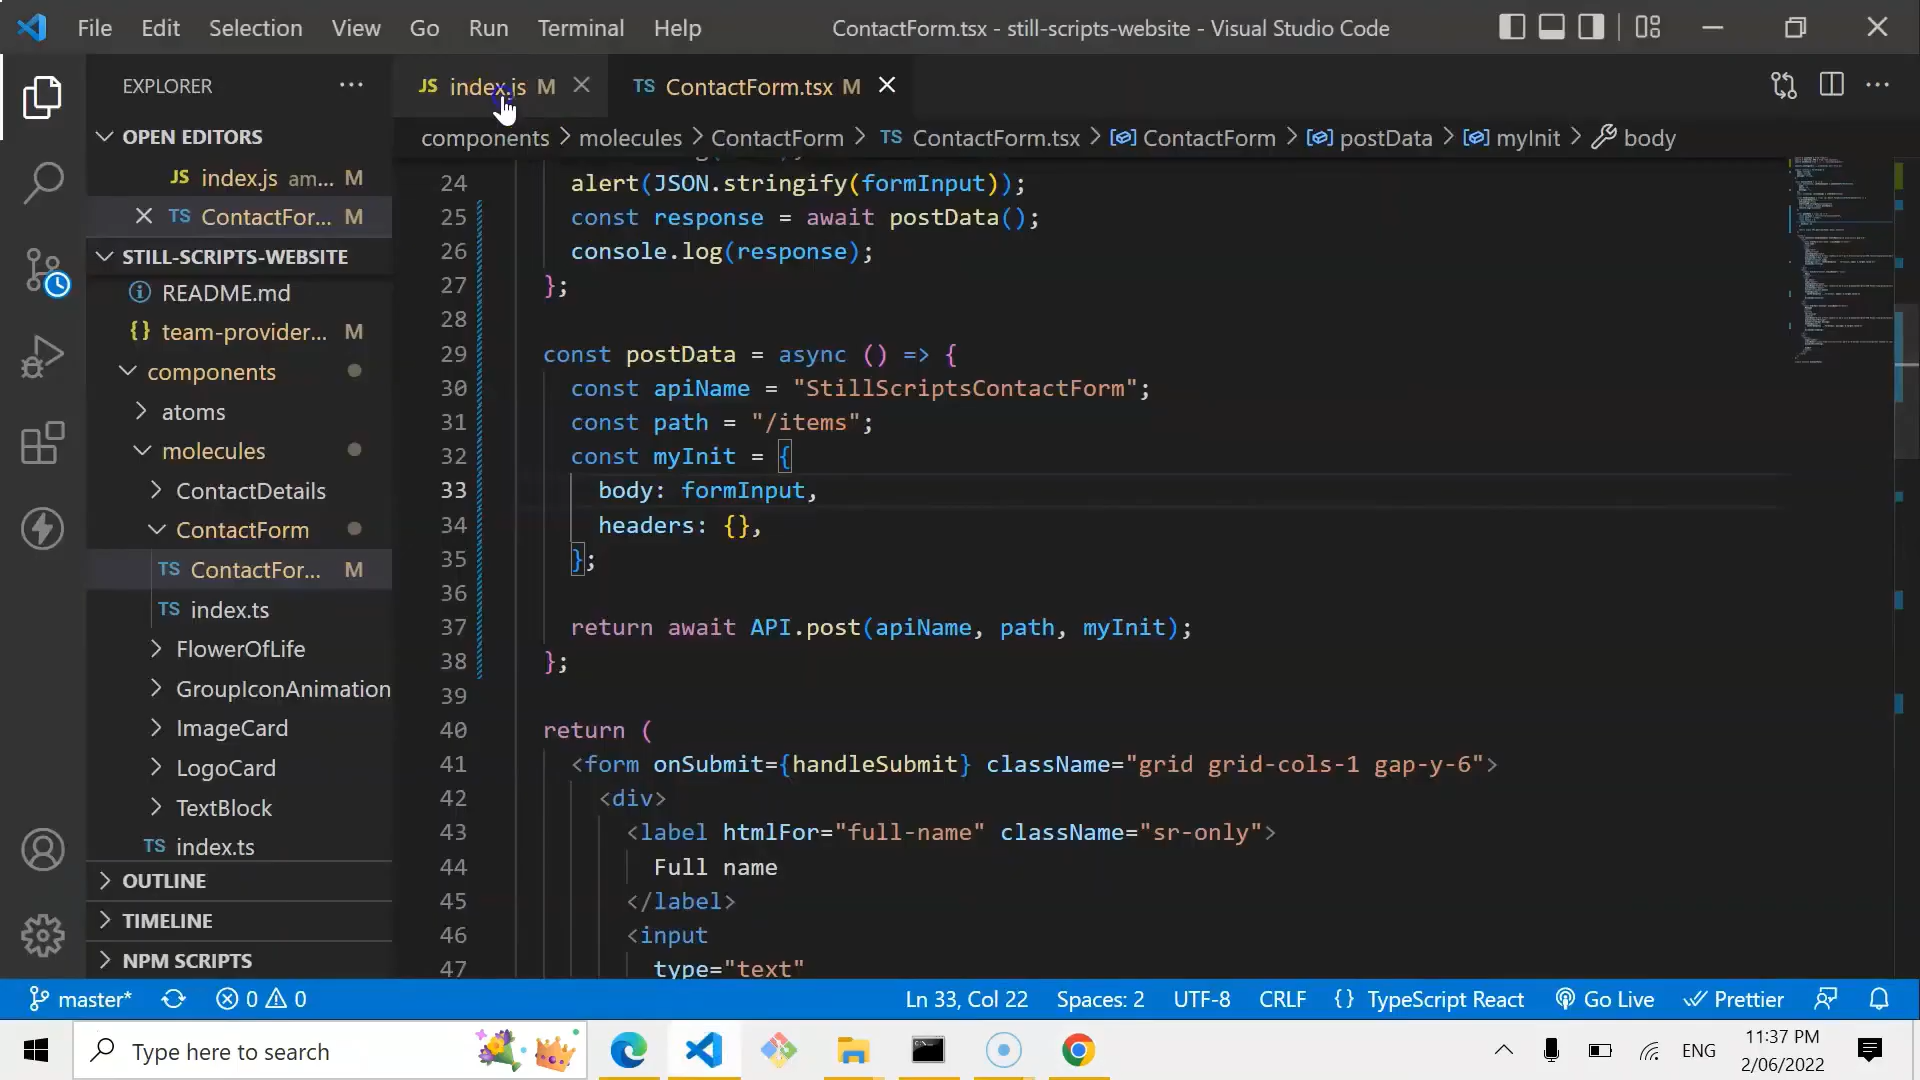 File Edit Selection View Go Run Terminal Help
ContactForm.tsx - still-scripts-website - Visual Studio Code
EXPLORER ···
JS index.js M
TS ContactForm.tsx M
components > molecules > ContactForm > TS ContactForm.tsx > ContactForm > postData > myInit > body
OPEN EDITORS
JS index.js am... M
TS ContactFor... M
STILL-SCRIPTS-WEBSITE
README.md
{} team-provider... M
components
atoms
molecules
ContactDetails
ContactForm
TS ContactFor... M
TS index.ts
FlowerOfLife
GroupIconAnimation
ImageCard
LogoCard
TextBlock
TS index.ts
OUTLINE
TIMELINE
NPM SCRIPTS
24 alert(JSON.stringify(formInput));
25 const response = await postData();
26 console.log(response);
27 };
28
29 const postData = async () => {
30 const apiName = "StillScriptsContactForm";
31 const path = "/items";
32 const myInit = {
33 body: formInput,
34 headers: {},
35 };
36
37 return await API.post(apiName, path, myInit);
38 };
39
40 return (
41 <form onSubmit={handleSubmit} className="grid grid-cols-1 gap-y-6">
42 <div>
43 <label htmlFor="full-name" className="sr-only">
44 Full name
45 </label>
46 <input
47 type="text"
master* 0 0 Ln 33, Col 22 Spaces: 2 UTF-8 CRLF {} TypeScript React Go Live Prettier
Type here to search
ENG
11:37 PM
2/06/2022